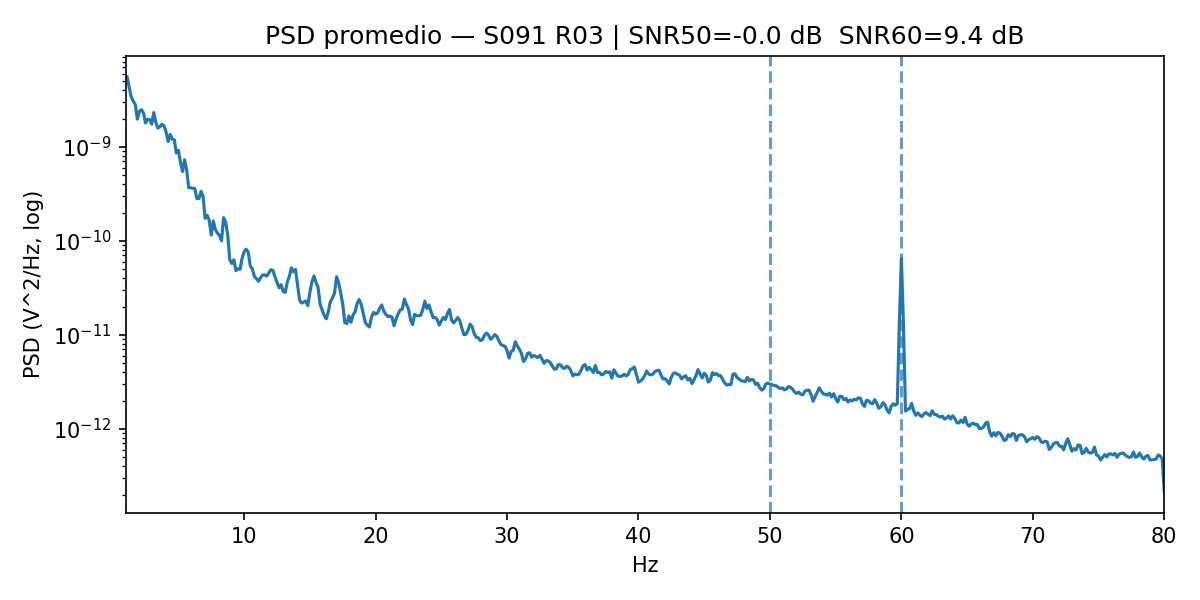 PSD promedio — S091 R03 | SNR50=-0.0 dB  SNR60=9.4 dB
PSD (V^2/Hz, log)
10⁻⁹
10⁻¹⁰
10⁻¹¹
10⁻¹²
10 20 30 40 50 60 70 80
Hz